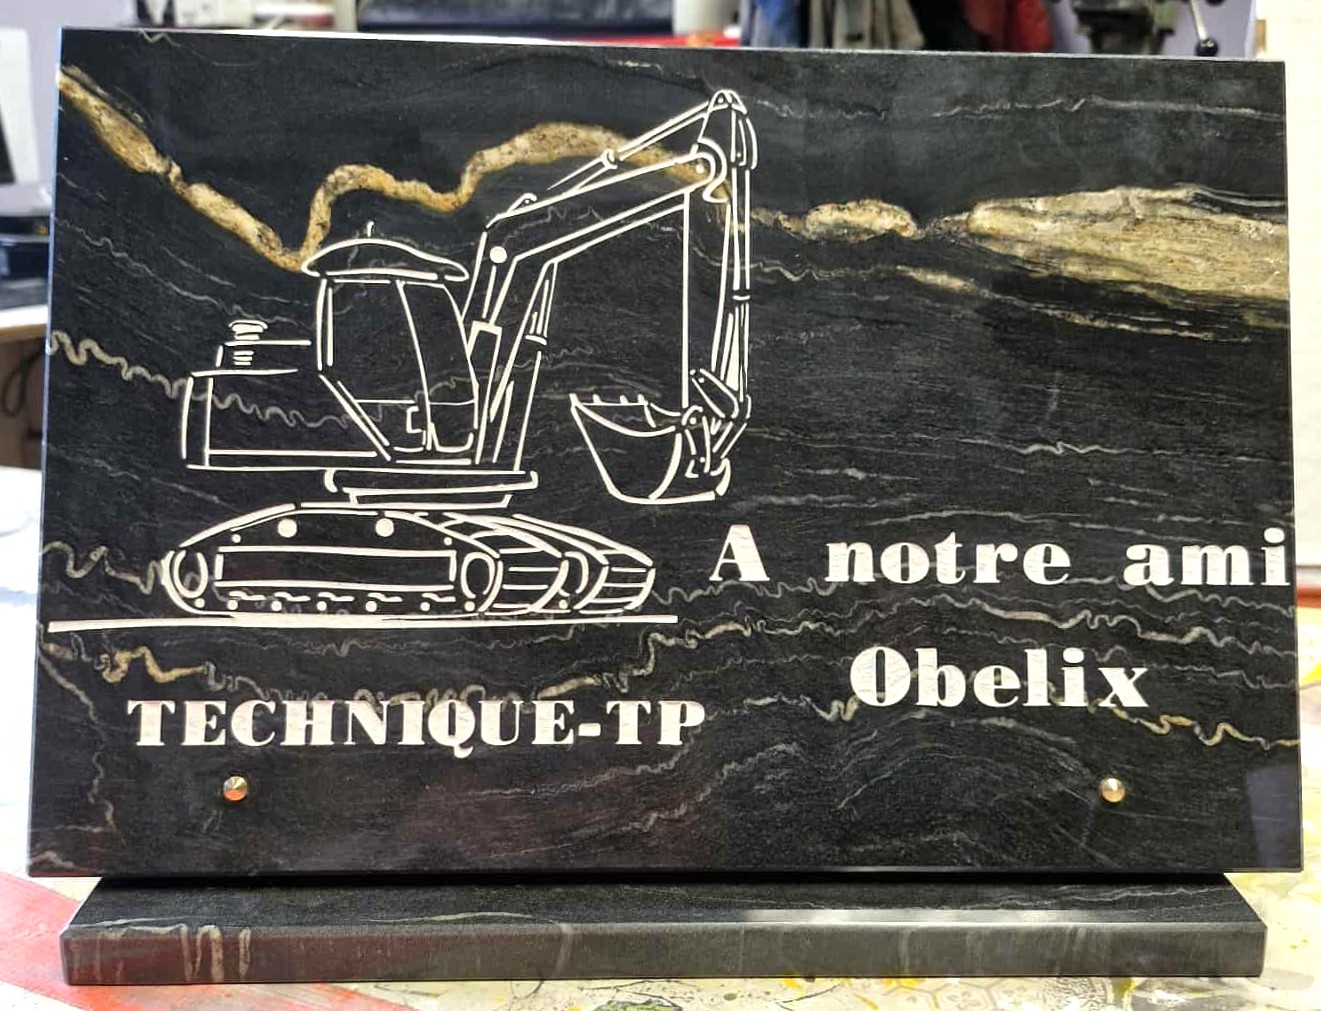 A notre ami
Obelix
TECHNIQUE-TP